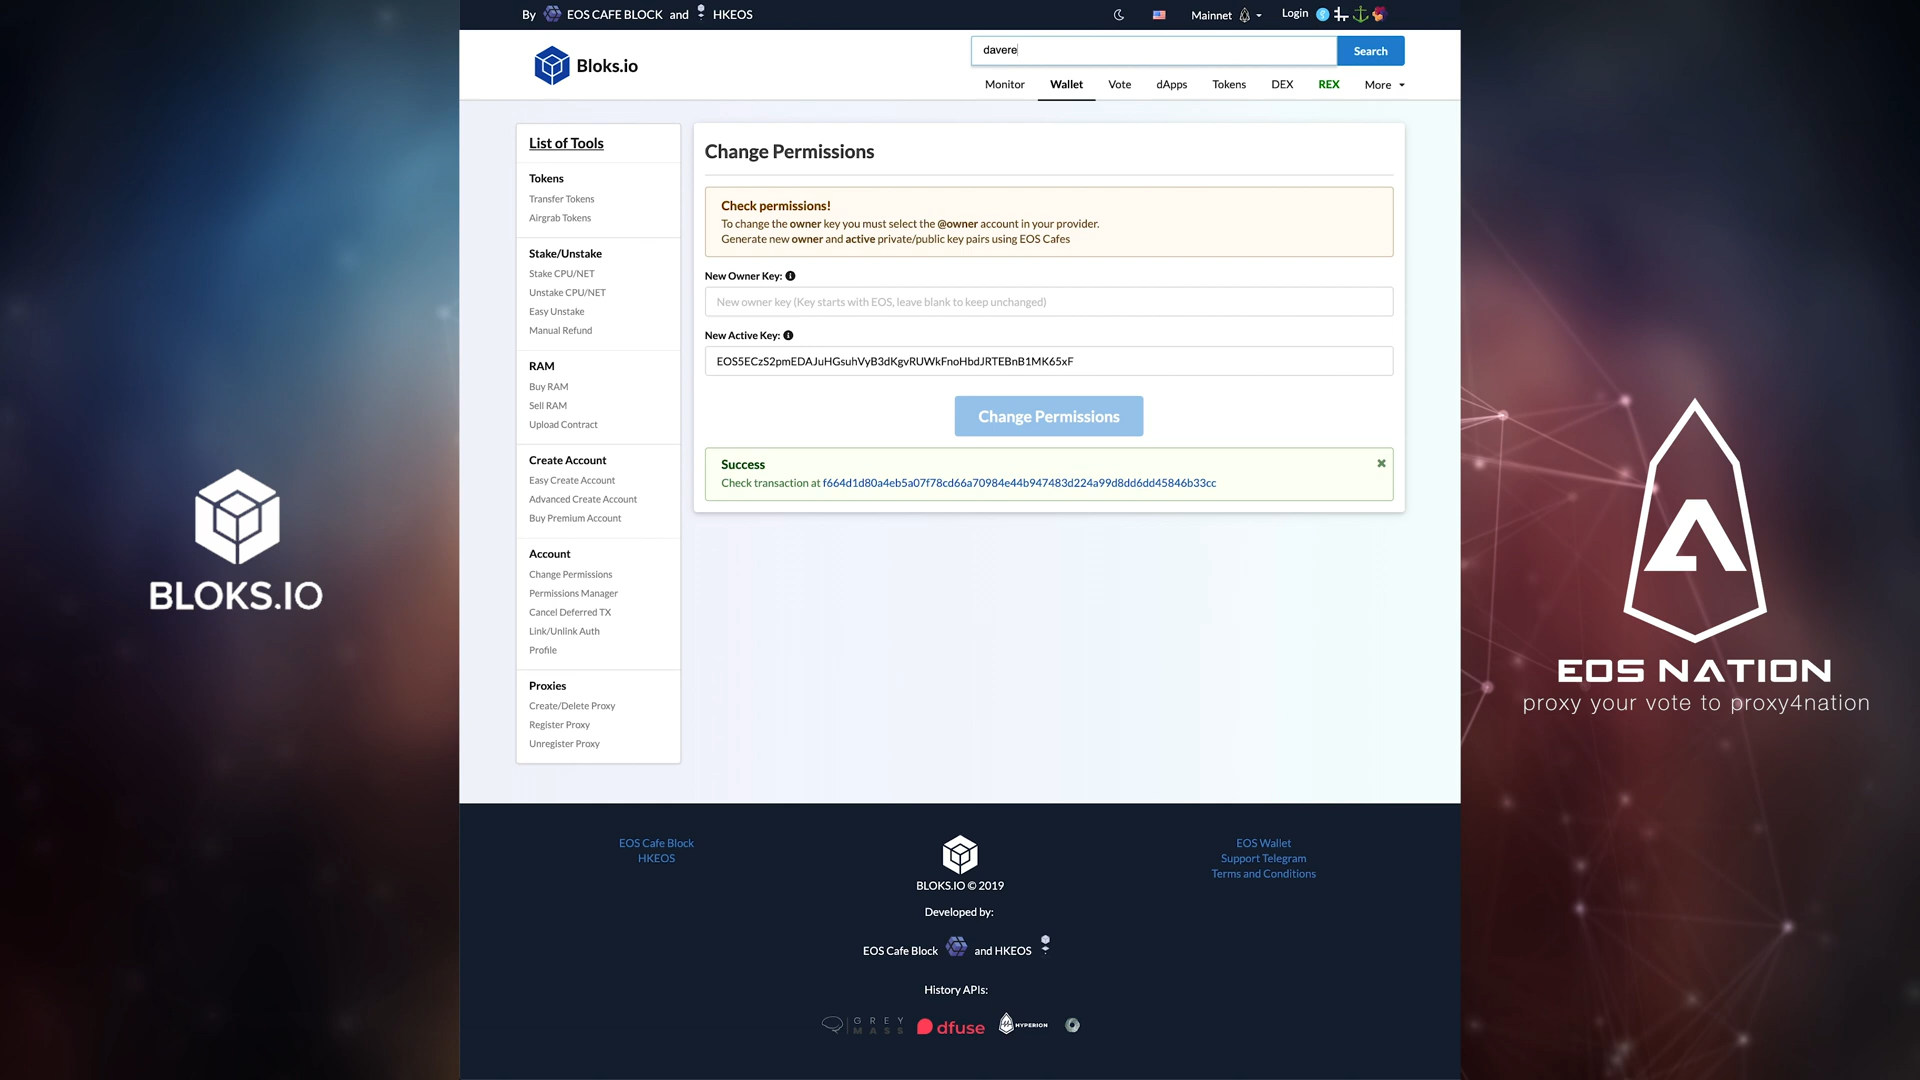 By EOS CAFE BLOCK and HKEOS
Mainnet
Login
Bloks.io
davere
Search
Monitor Wallet Vote dApps Tokens DEX REX More
List of Tools
Tokens
Transfer Tokens
Airgrab Tokens
Stake/Unstake
Stake CPU/NET
Unstake CPU/NET
Easy Unstake
Manual Refund
RAM
Buy RAM
Sell RAM
Upload Contract
Create Account
Easy Create Account
Advanced Create Account
Buy Premium Account
Account
Change Permissions
Permissions Manager
Cancel Deferred TX
Link/Unlink Auth
Profile
Proxies
Create/Delete Proxy
Register Proxy
Unregister Proxy
Change Permissions
Check permissions!
To change the owner key you must select the @owner account in your provider.
Generate new owner and active private/public key pairs using EOS Cafes
New Owner Key:
New owner key (Key starts with EOS, leave blank to keep unchanged)
New Active Key:
EOS5ECzS2pmEDAJuHGsuhVyB3dKgvRUWkFnoHbdJRTEBnB1MK65xF
Change Permissions
Success
Check transaction at f664d1d80a4eb5a07f78cd66a70984e44b947483d224a99d8dd6dd45846b33cc
BLOKS.IO
EOS NATION
proxy your vote to proxy4nation
EOS Cafe Block
HKEOS
BLOKS.IO © 2019
Developed by:
EOS Cafe Block and HKEOS
History APIs:
GREY
MASS
dfuse
HYPERION
EOS Wallet
Support Telegram
Terms and Conditions